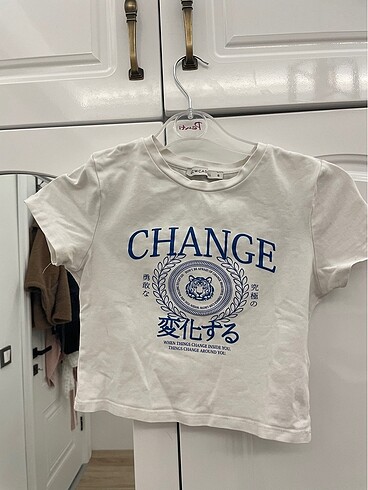 CHANGE
勇敢な
究極の
変化する
WHEN THINGS CHANGE INSIDE YOU,
THINGS CHANGE AROUND YOU.